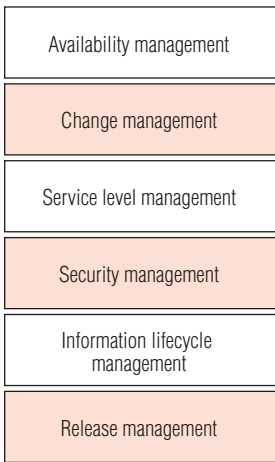 Availability management
Change management
Service level management
Security management
Information lifecycle
management
Release management